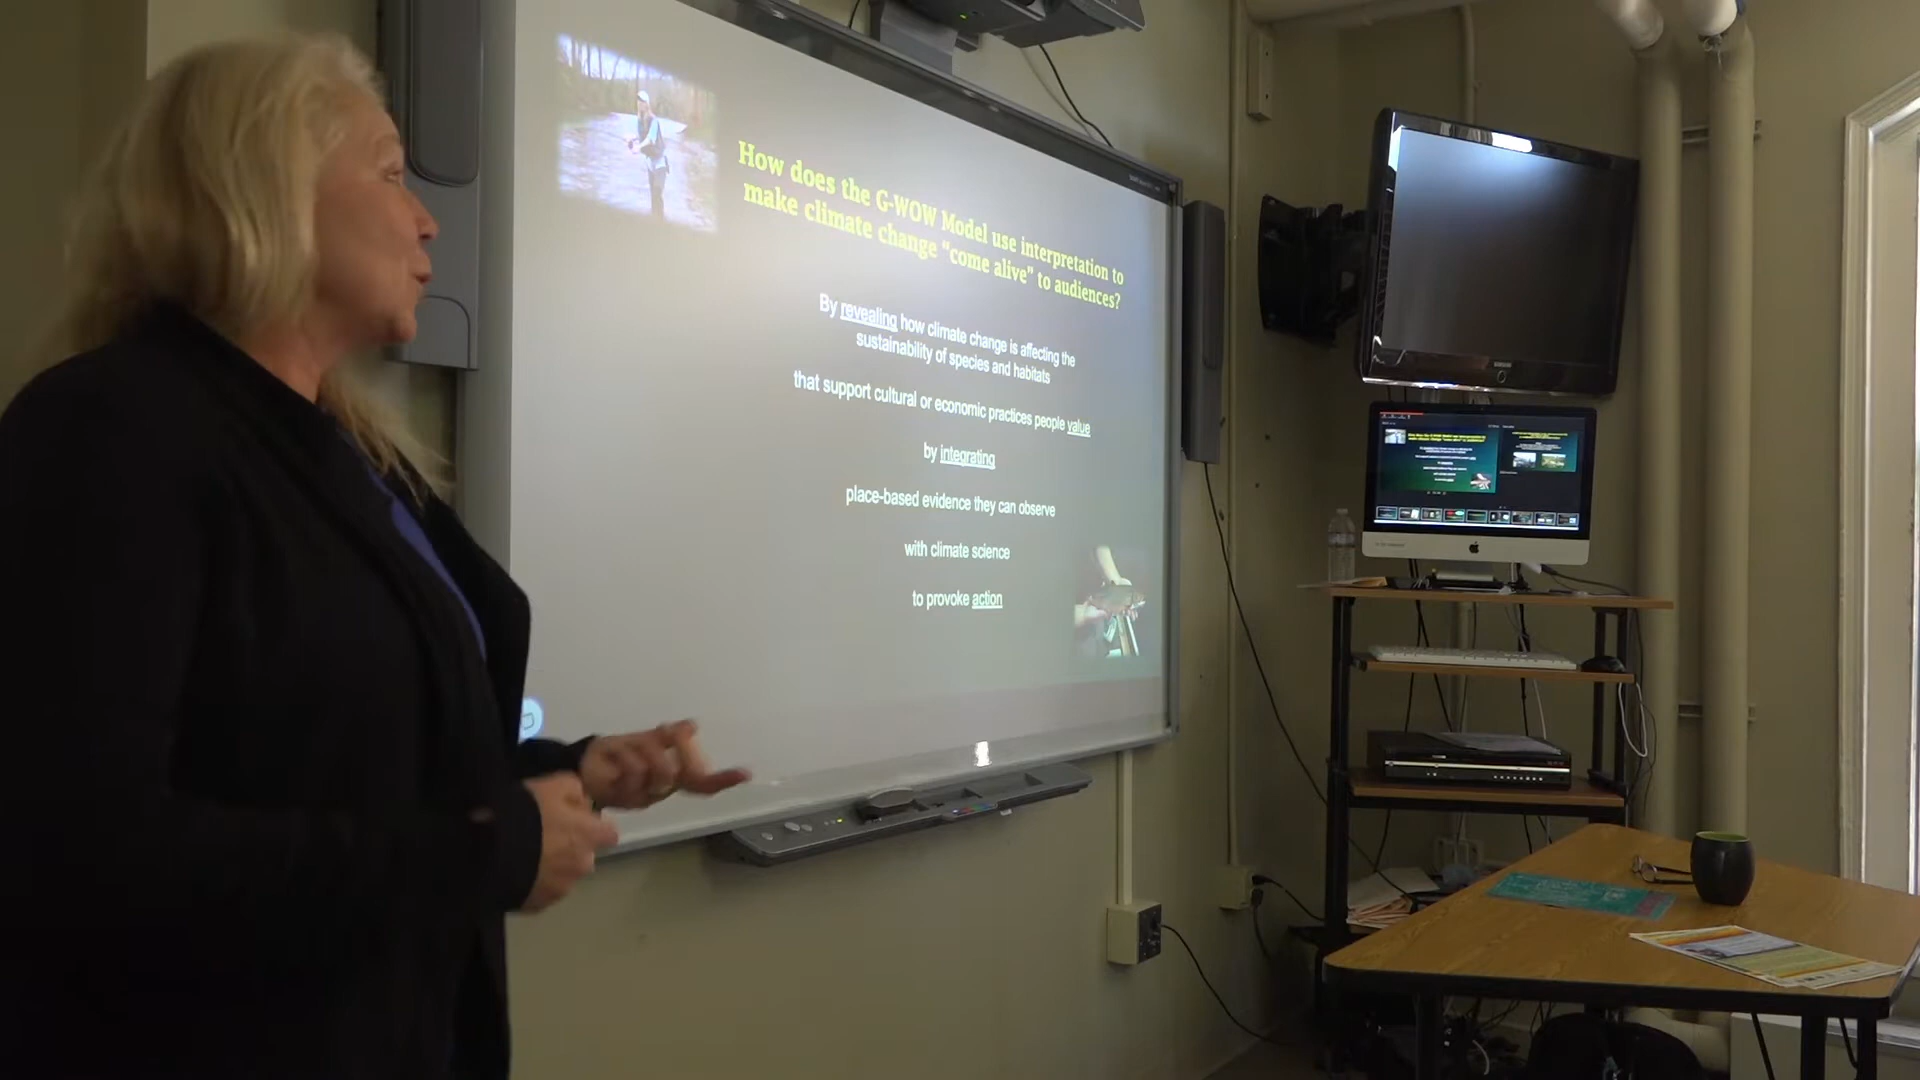 How does the G-WOW Model use interpretation to
make climate change “come alive” to audiences?
By revealing how climate change is affecting the
sustainability of species and habitats
that support cultural or economic practices people value
by integrating
place-based evidence they can observe
with climate science
to provoke action
SAMSUNG